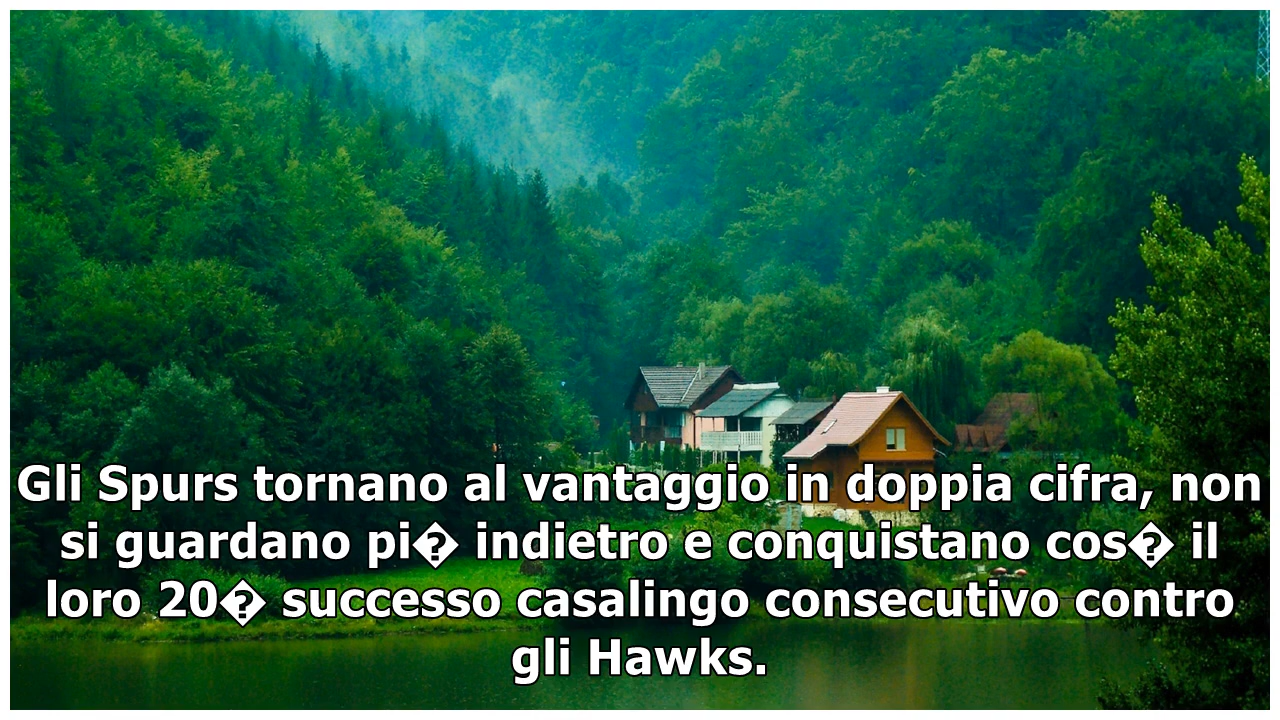 Gli Spurs tornano al vantaggio in doppia cifra, non
si guardano pi� indietro e conquistano cos� il
loro 20� successo casalingo consecutivo contro
gli Hawks.